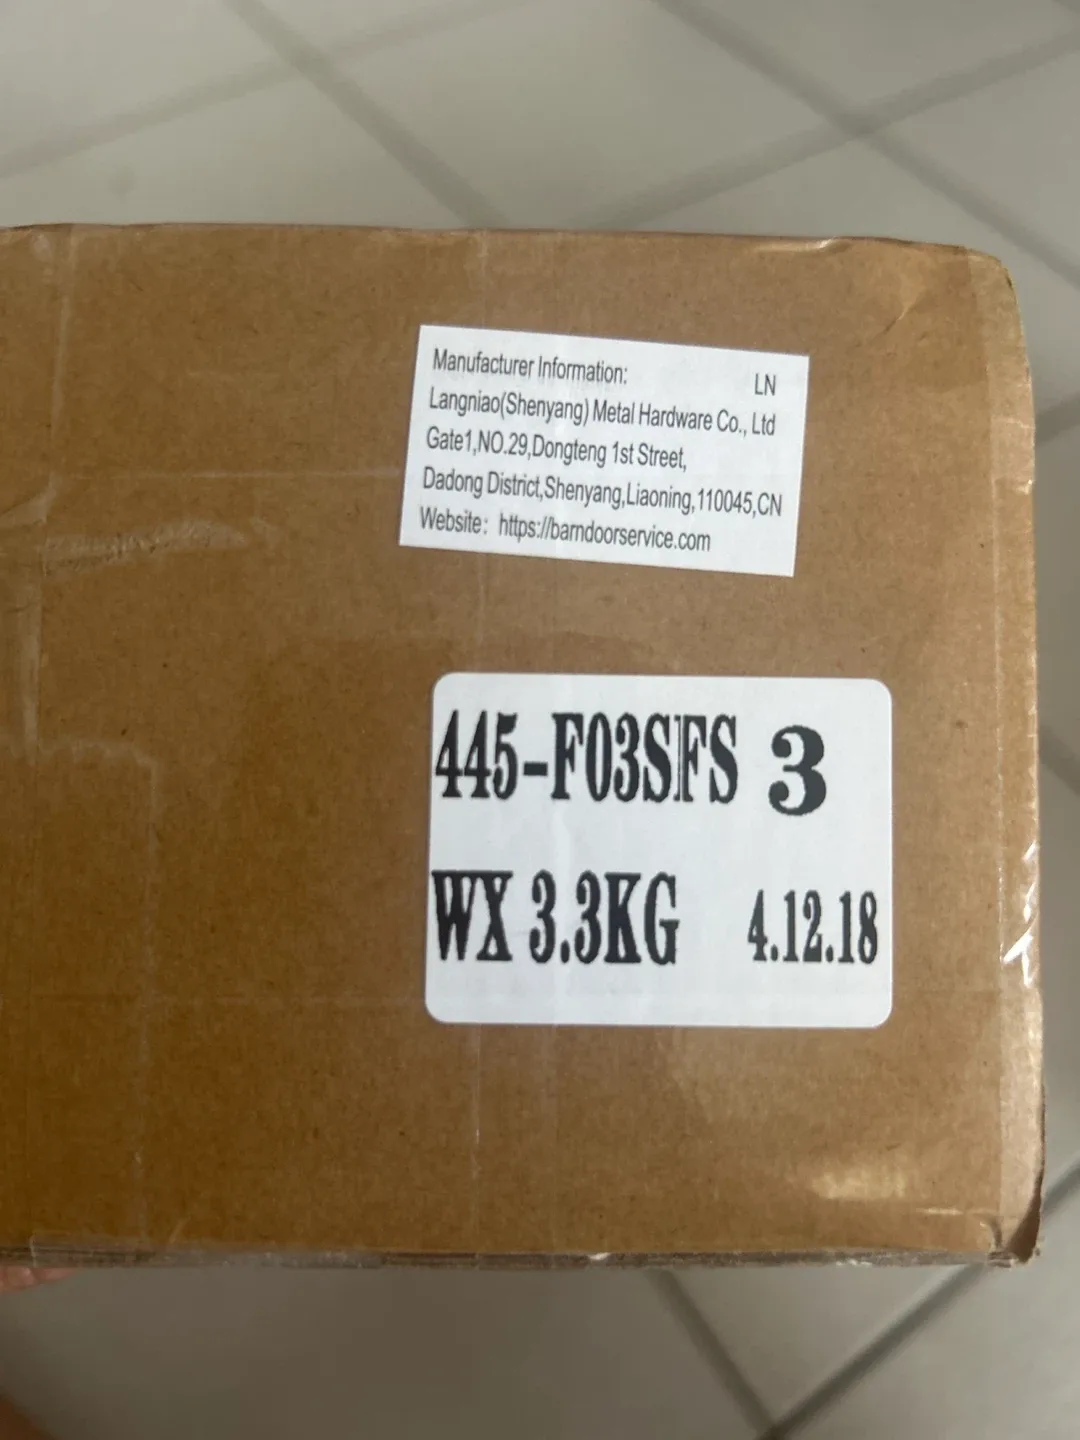 Manufacturer Information: LN
Langniao(Shenyang) Metal Hardware Co., Ltd
Gate1,NO.29,Dongteng 1st Street,
Dadong District,Shenyang,Liaoning,110045,CN
Website: https://barndoorservice.com
445-F03SFS 3
WX 3.3KG 4.12.18